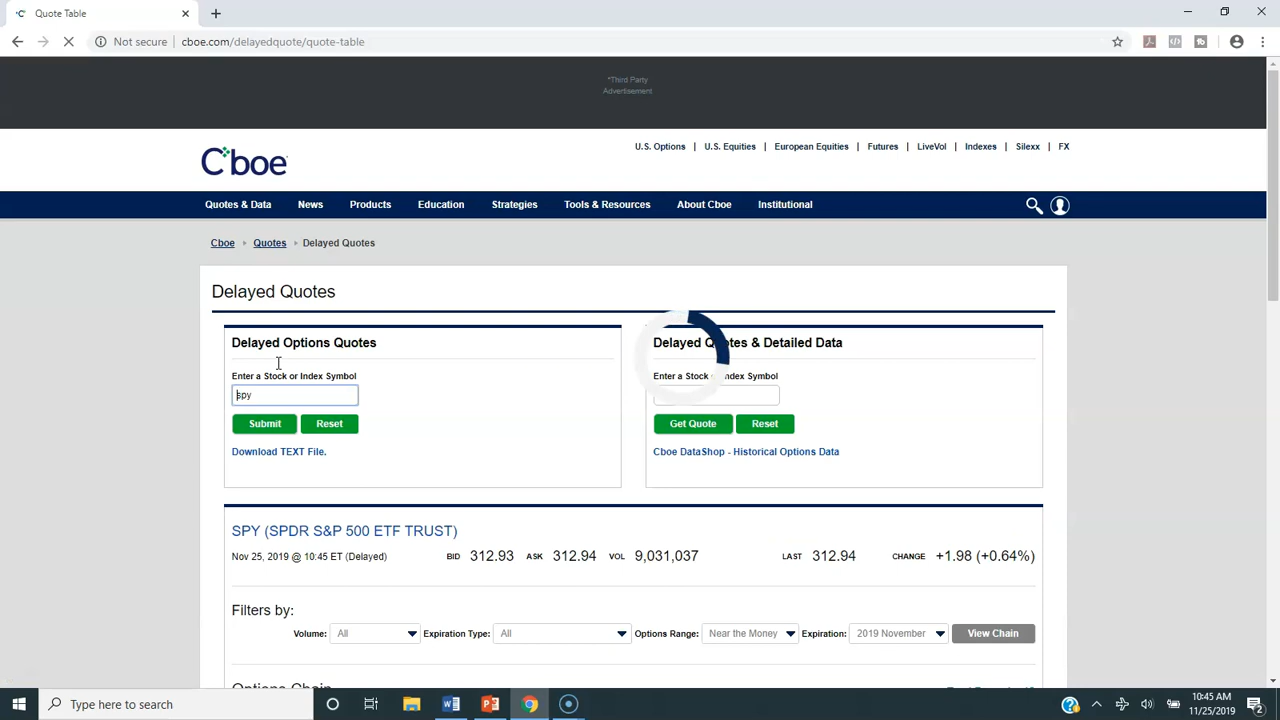 Quote Table
Not secure | cboe.com/delayedquote/quote-table
*Third Party
Advertisement
Cboe
U.S. Options | U.S. Equities | European Equities | Futures | LiveVol | Indexes | Silexx | FX
Quotes & Data News Products Education Strategies Tools & Resources About Cboe Institutional
Cboe Quotes Delayed Quotes
Delayed Quotes
Delayed Options Quotes
Enter a Stock or Index Symbol
spy
Submit Reset
Download TEXT File.
Delayed Quotes & Detailed Data
Enter a Stock or Index Symbol
Get Quote Reset
Cboe DataShop - Historical Options Data
SPY (SPDR S&P 500 ETF TRUST)
Nov 25, 2019 @ 10:45 ET (Delayed) BID 312.93 ASK 312.94 VOL 9,031,037 LAST 312.94 CHANGE +1.98 (+0.64%)
Filters by:
Volume: All Expiration Type: All Options Range: Near the Money Expiration: 2019 November View Chain
Options Chain
Type here to search
10:45 AM
11/25/2019